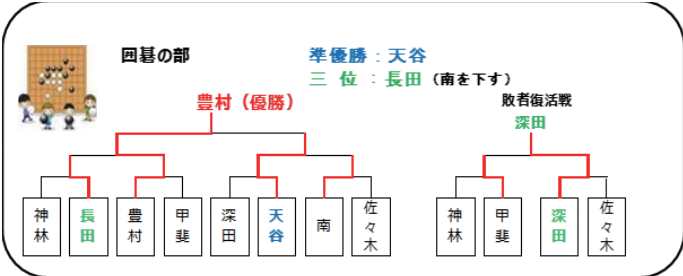 囲碁の部
準優勝：天谷
三 位 ：長田（南を下す）
豊村（優勝）
敗者復活戦
深田
神林
長田
豊村
甲斐
深田
天谷
南
佐々木
神林
甲斐
深田
佐々木